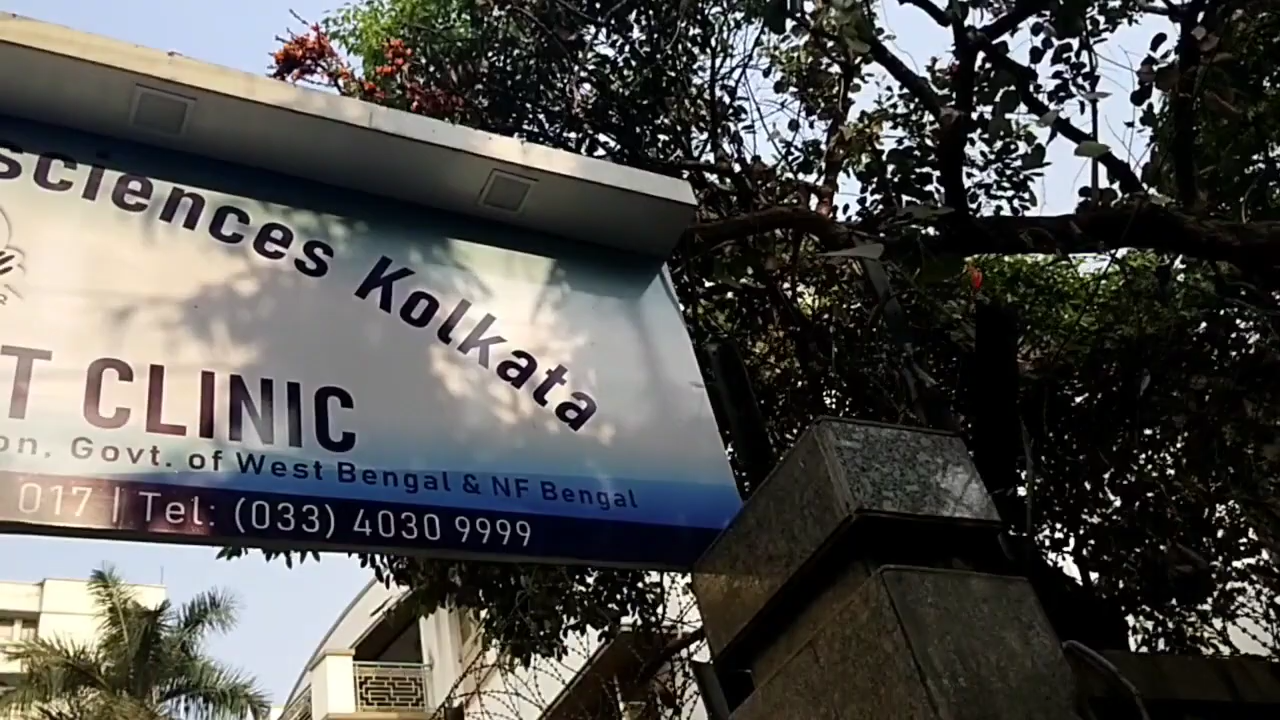 sciences Kolkata
T CLINIC
on, Govt. of West Bengal & NF Bengal
017 | Tel: (033) 4030 9999